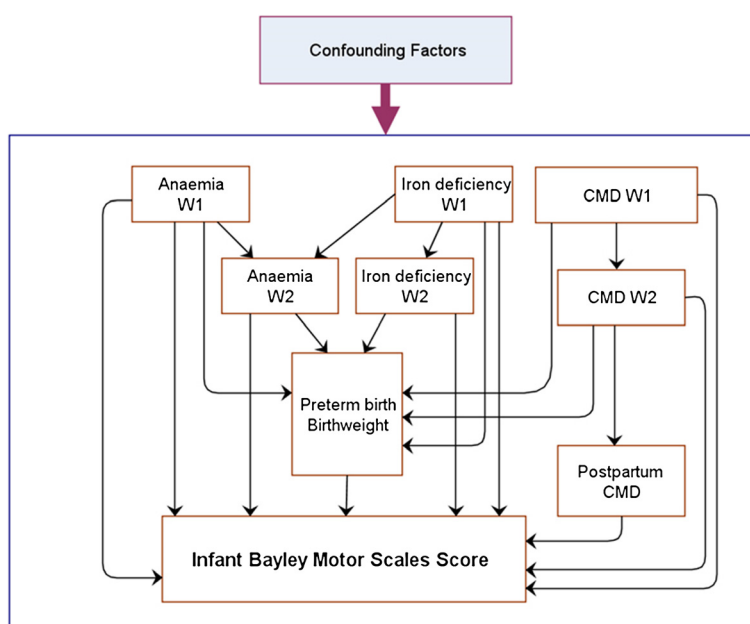 Confounding Factors
Anaemia
W1
Iron deficiency
W1
CMD W1
Anaemia
W2
Iron deficiency
W2
CMD W2
Preterm birth
Birthweight
Postpartum
CMD
Infant Bayley Motor Scales Score